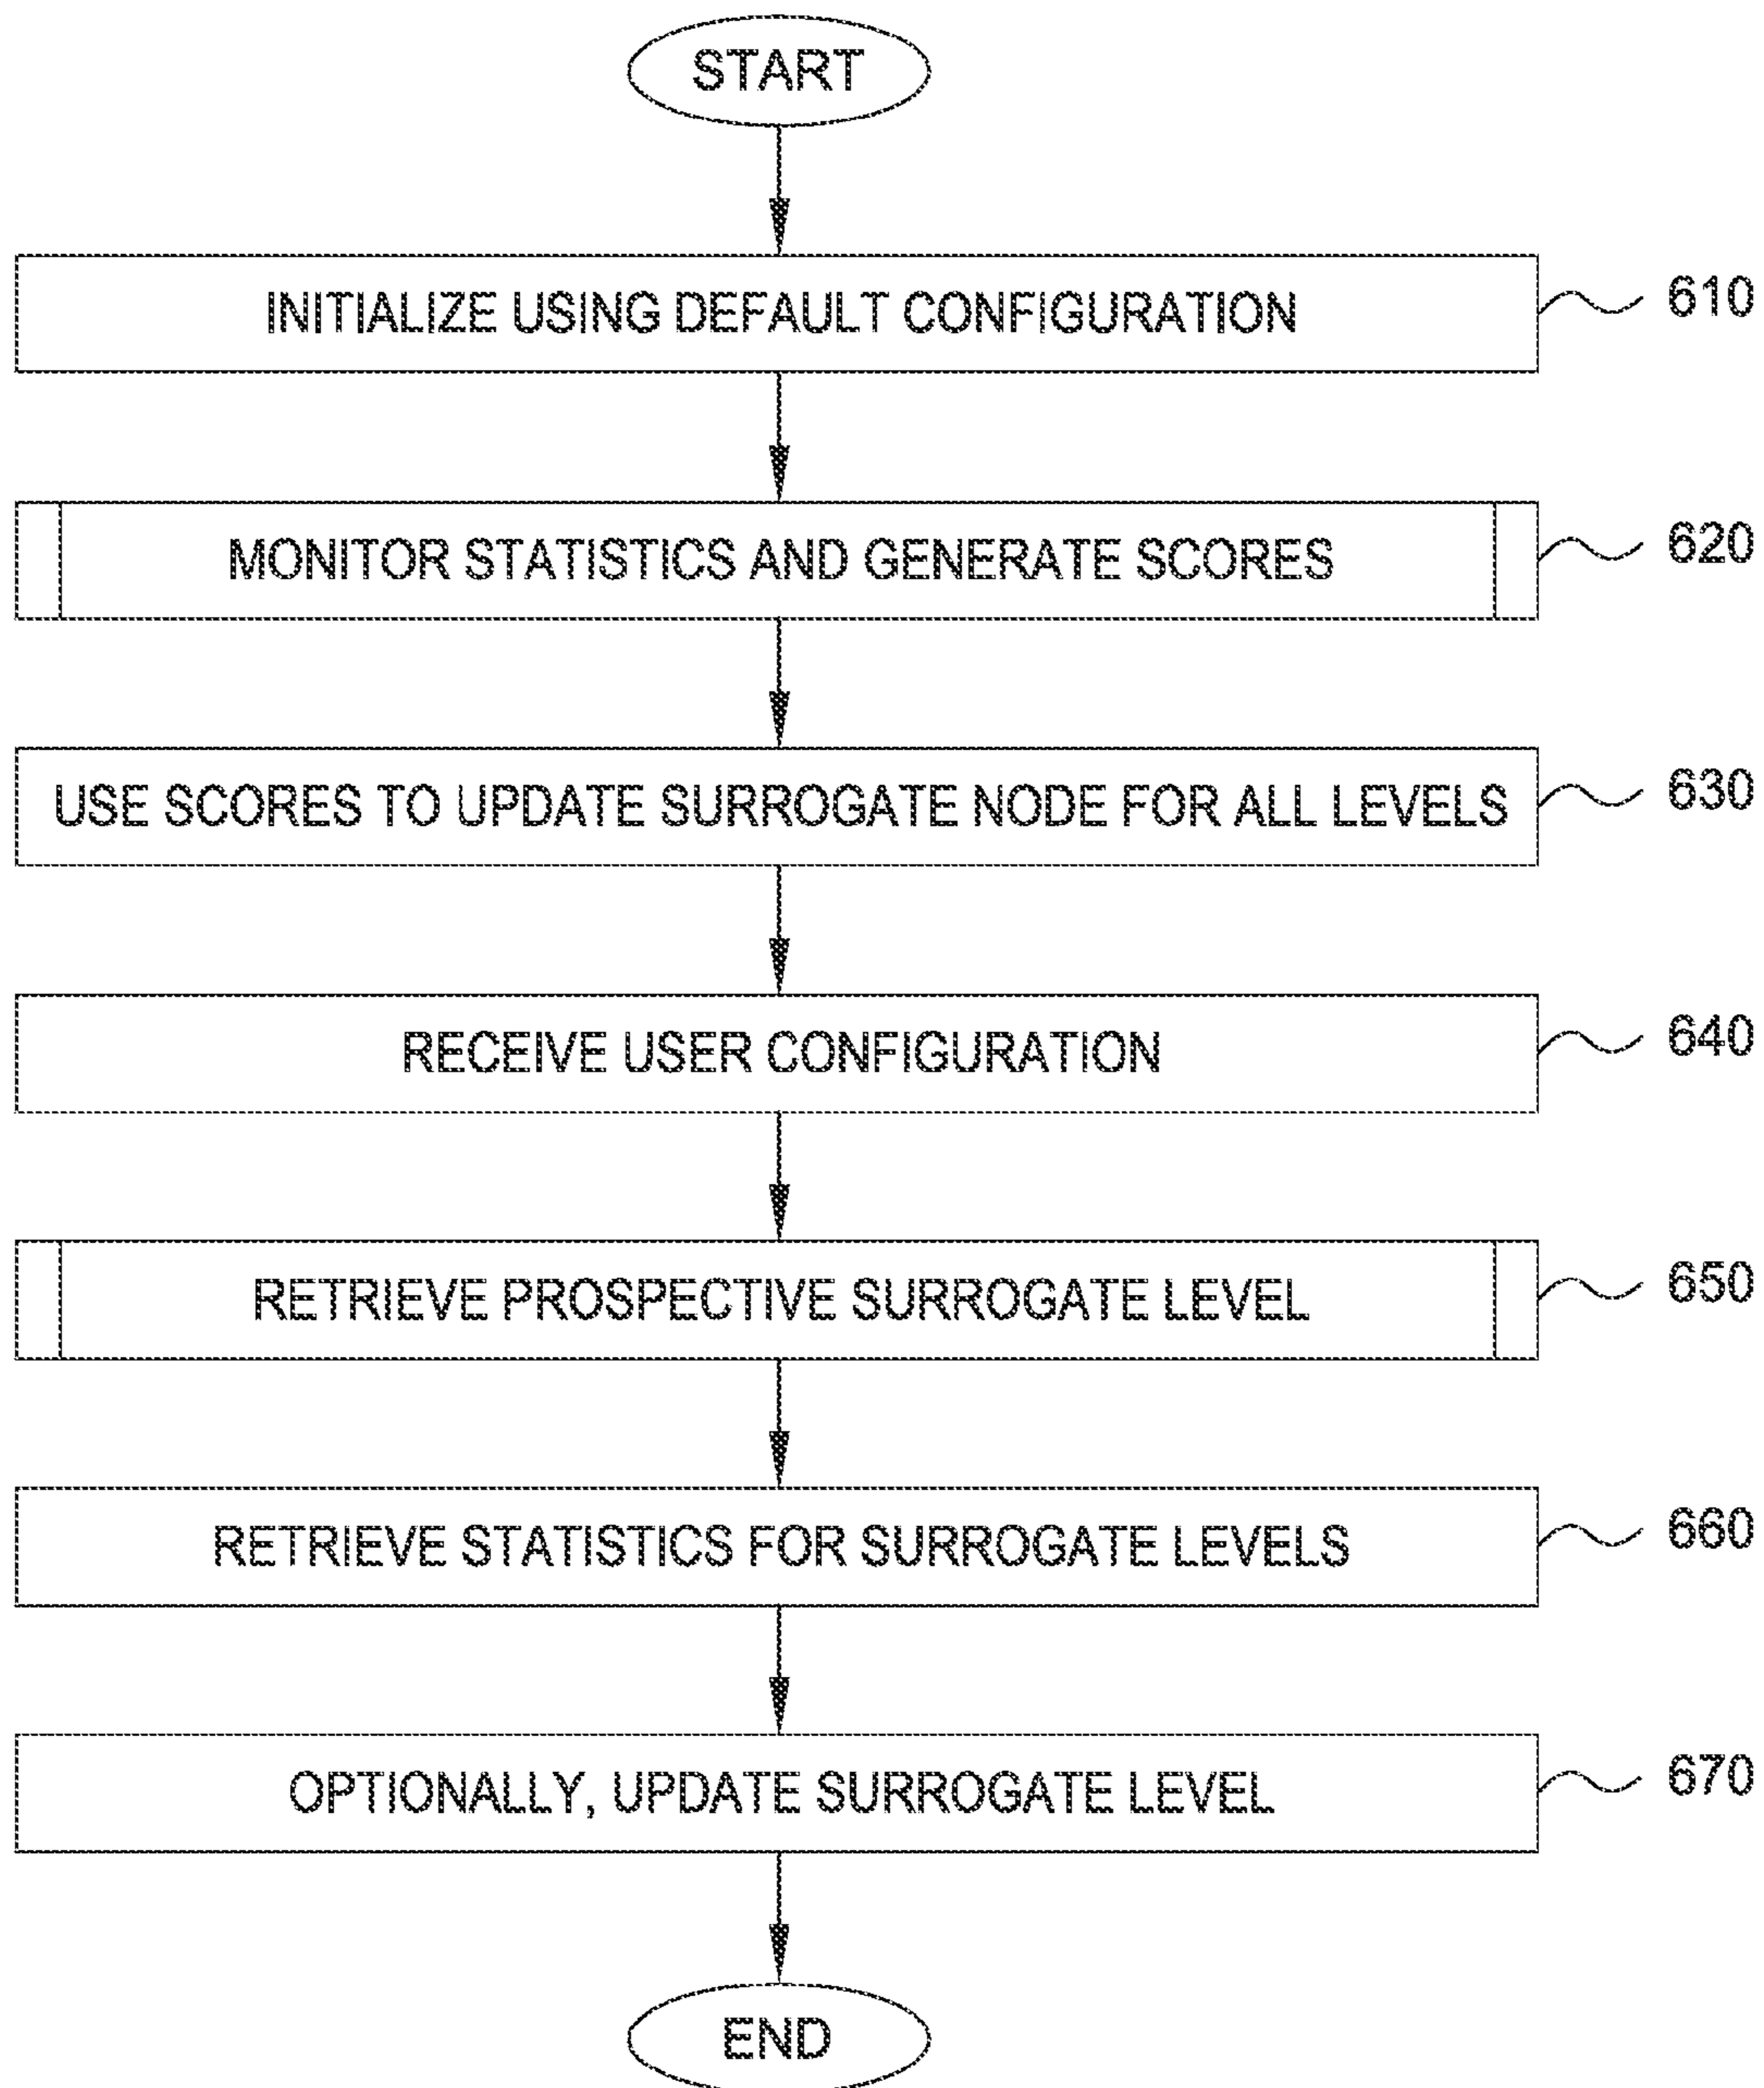 START
INITIALIZE USING DEFAULT CONFIGURATION
610
MONITOR STATISTICS AND GENERATE SCORES
620
USE SCORES TO UPDATE SURROGATE NODE FOR ALL LEVELS
630
RECEIVE USER CONFIGURATION
640
RETRIEVE PROSPECTIVE SURROGATE LEVEL
650
RETRIEVE STATISTICS FOR SURROGATE LEVELS
660
OPTIONALLY, UPDATE SURROGATE LEVEL
670
END